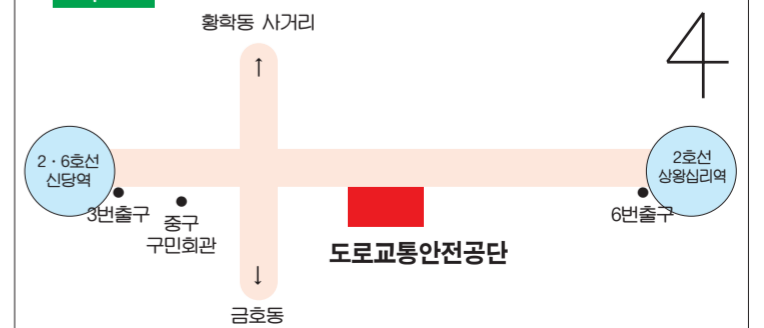 황학동 사거리
↑
4
2 · 6호선
신당역
2호선
상왕십리역
3번출구
중구
구민회관
6번출구
도로교통안전공단
↓
금호동